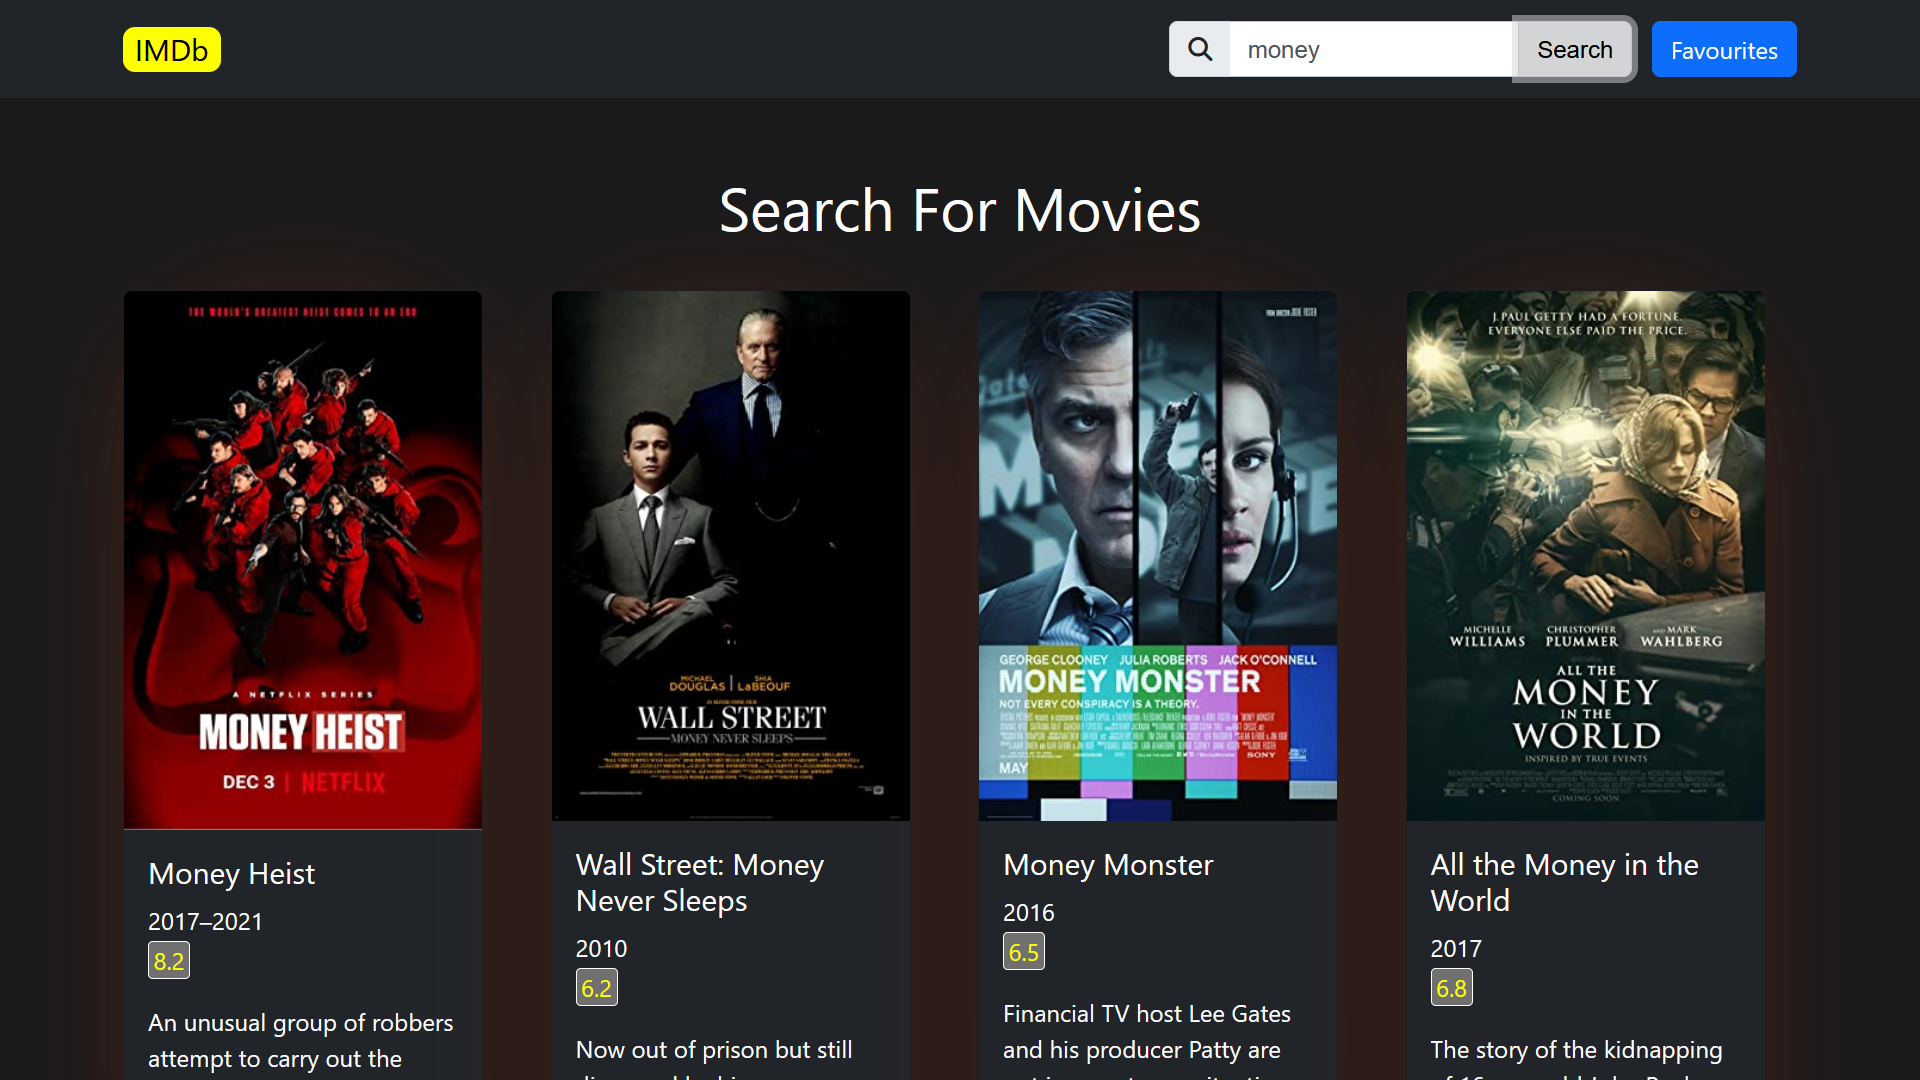 IMDb
money
Search
Favourites
Search For Movies
THE WORLD'S GREATEST HEIST COMES TO AN END
A NETFLIX SERIES
MONEY HEIST
DEC 3 | NETFLIX
Money Heist
2017–2021
8.2
An unusual group of robbers
attempt to carry out the
MICHAEL DOUGLAS | SHIA LaBEOUF
WALL STREET
MONEY NEVER SLEEPS
Wall Street: Money
Never Sleeps
2010
6.2
Now out of prison but still
FROM DIRECTOR JODIE FOSTER
GEORGE CLOONEY JULIA ROBERTS JACK O'CONNELL
MONEY MONSTER
NOT EVERY CONSPIRACY IS A THEORY.
SONY
MAY
Money Monster
2016
6.5
Financial TV host Lee Gates
and his producer Patty are
J. PAUL GETTY HAD A FORTUNE.
EVERYONE ELSE PAID THE PRICE.
MICHELLE WILLIAMS CHRISTOPHER PLUMMER AND MARK WAHLBERG
ALL THE
MONEY
IN THE
WORLD
INSPIRED BY TRUE EVENTS
COMING SOON
All the Money in the
World
2017
6.8
The story of the kidnapping